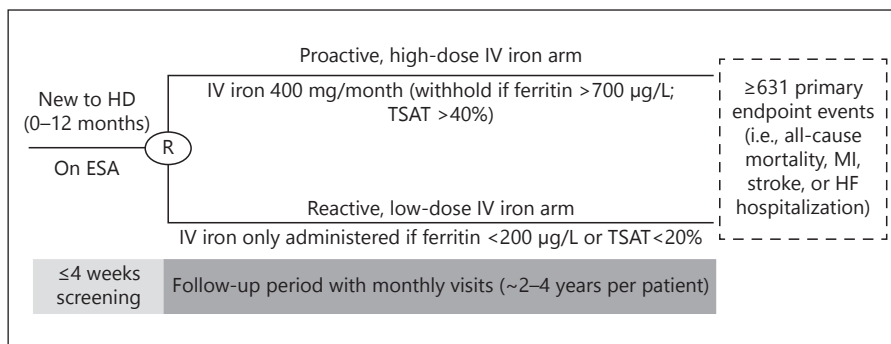 Proactive, high-dose IV iron arm
IV iron 400 mg/month (withhold if ferritin >700 µg/L;
TSAT >40%)
New to HD
(0–12 months)
R
On ESA
Reactive, low-dose IV iron arm
IV iron only administered if ferritin <200 µg/L or TSAT<20%
≥631 primary
endpoint events
(i.e., all-cause
mortality, MI,
stroke, or HF
hospitalization)
≤4 weeks
screening
Follow-up period with monthly visits (~2–4 years per patient)